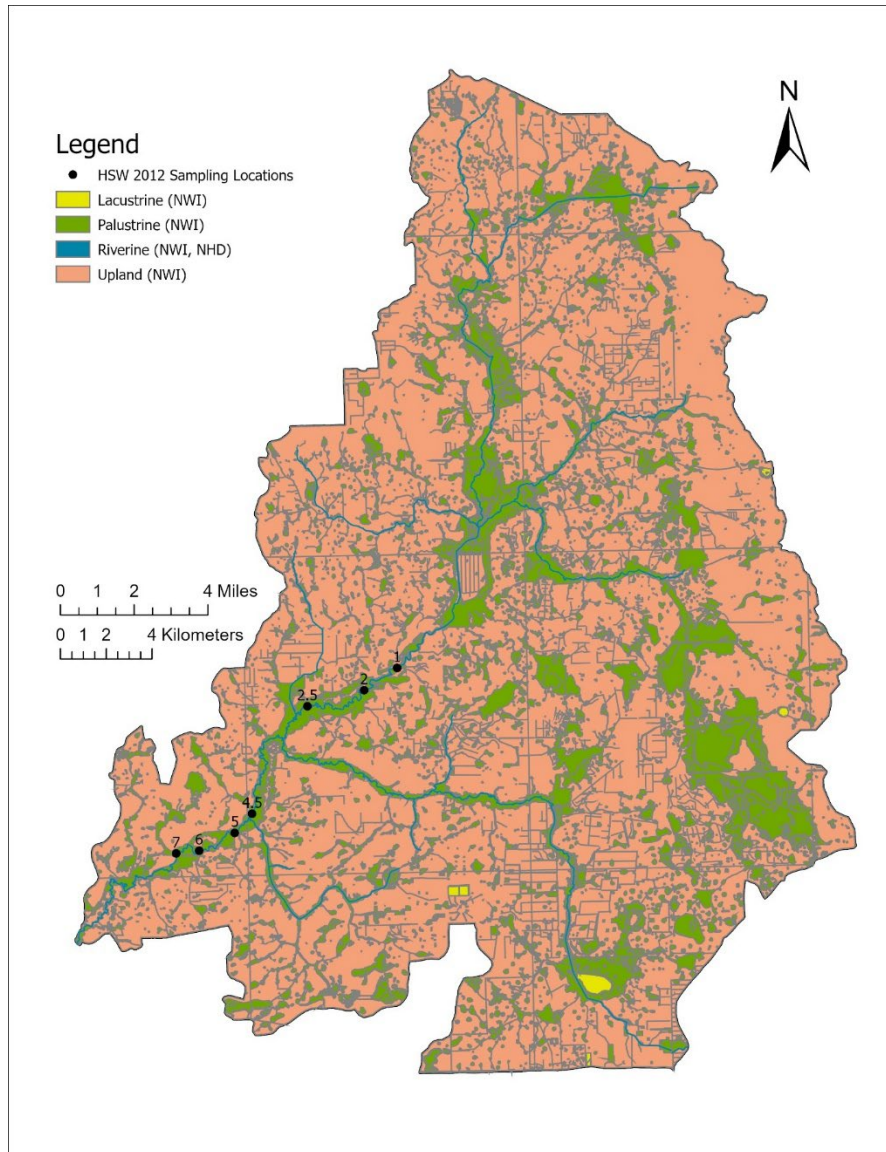 N
Legend
HSW 2012 Sampling Locations
Lacustrine (NWI)
Palustrine (NWI)
Riverine (NWI, NHD)
Upland (NWI)
0 1 2 4 Miles
0 1 2 4 Kilometers
1
2
2.5
4.5
5
6
7